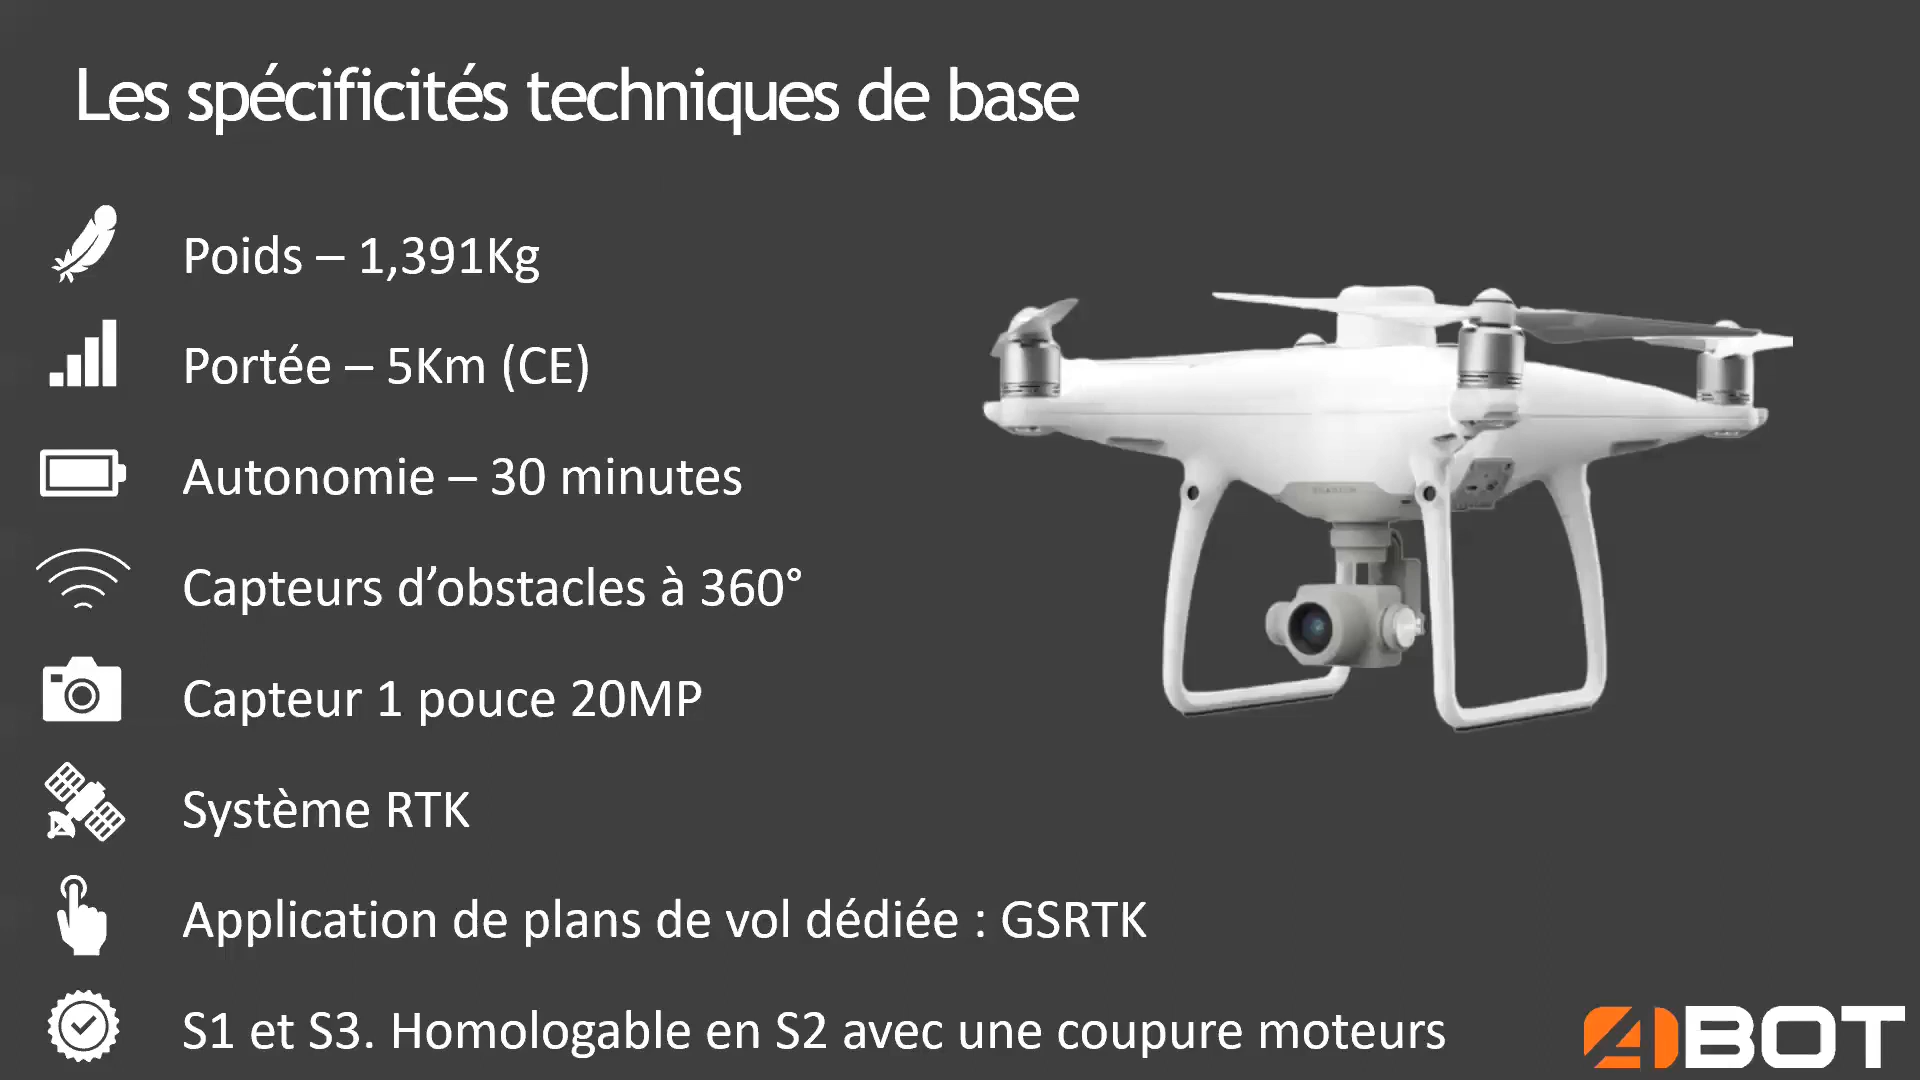 Les spécificités techniques de base
Poids – 1,391Kg
Portée – 5Km (CE)
Autonomie – 30 minutes
Capteurs d’obstacles à 360°
Capteur 1 pouce 20MP
Système RTK
Application de plans de vol dédiée : GSRTK
S1 et S3. Homologable en S2 avec une coupure moteurs
ABOT